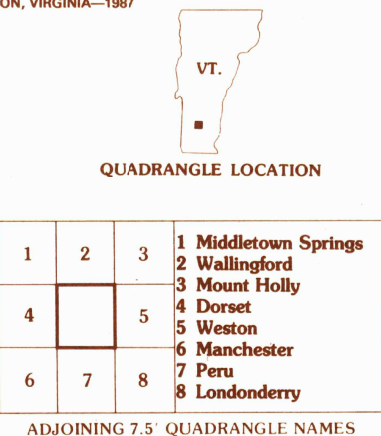 ON, VIRGINIA—1987
VT.
QUADRANGLE LOCATION
1 2 3
4 5
6 7 8
1 Middletown Springs
2 Wallingford
3 Mount Holly
4 Dorset
5 Weston
6 Manchester
7 Peru
8 Londonderry
ADJOINING 7.5' QUADRANGLE NAMES